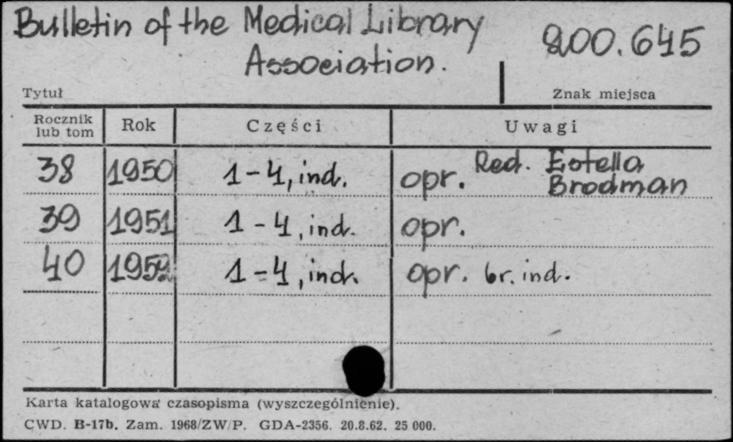 Bulletin of the Medical Library
Association.
200.645
Tytuł
Znak miejsca
Rocznik lub tom Rok Części Uwagi
38 1950 1-4, ind. opr. Red. Estella Brodman
39 1951 1-4, ind. opr.
40 1952 1-4, ind. opr. br. ind.
Karta katalogowa czasopisma (wyszczególnienie).
CWD. B-17b. Zam. 1968/ZW/P. GDA-2356. 20.8.62. 25 000.